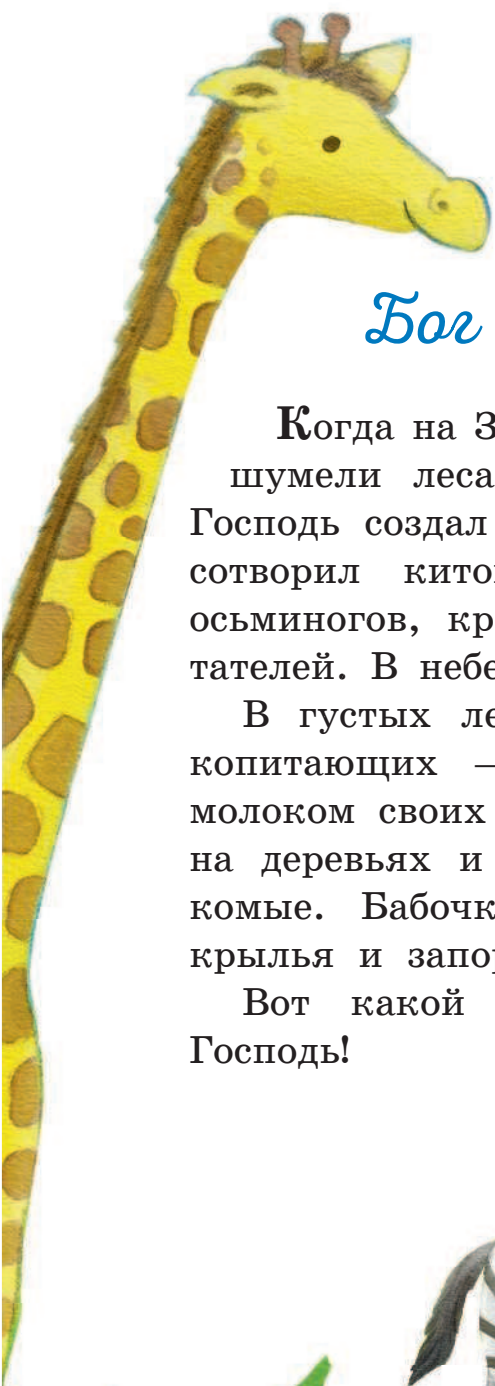 Бог
Когда на З
шумели леса
Господь создал
сотворил кито
осьминогов, кр
тателей. В небе
В густых ле
копитающих –
молоком своих
на деревьях и
комые. Бабочк
крылья и запор
Вот какой
Господь!